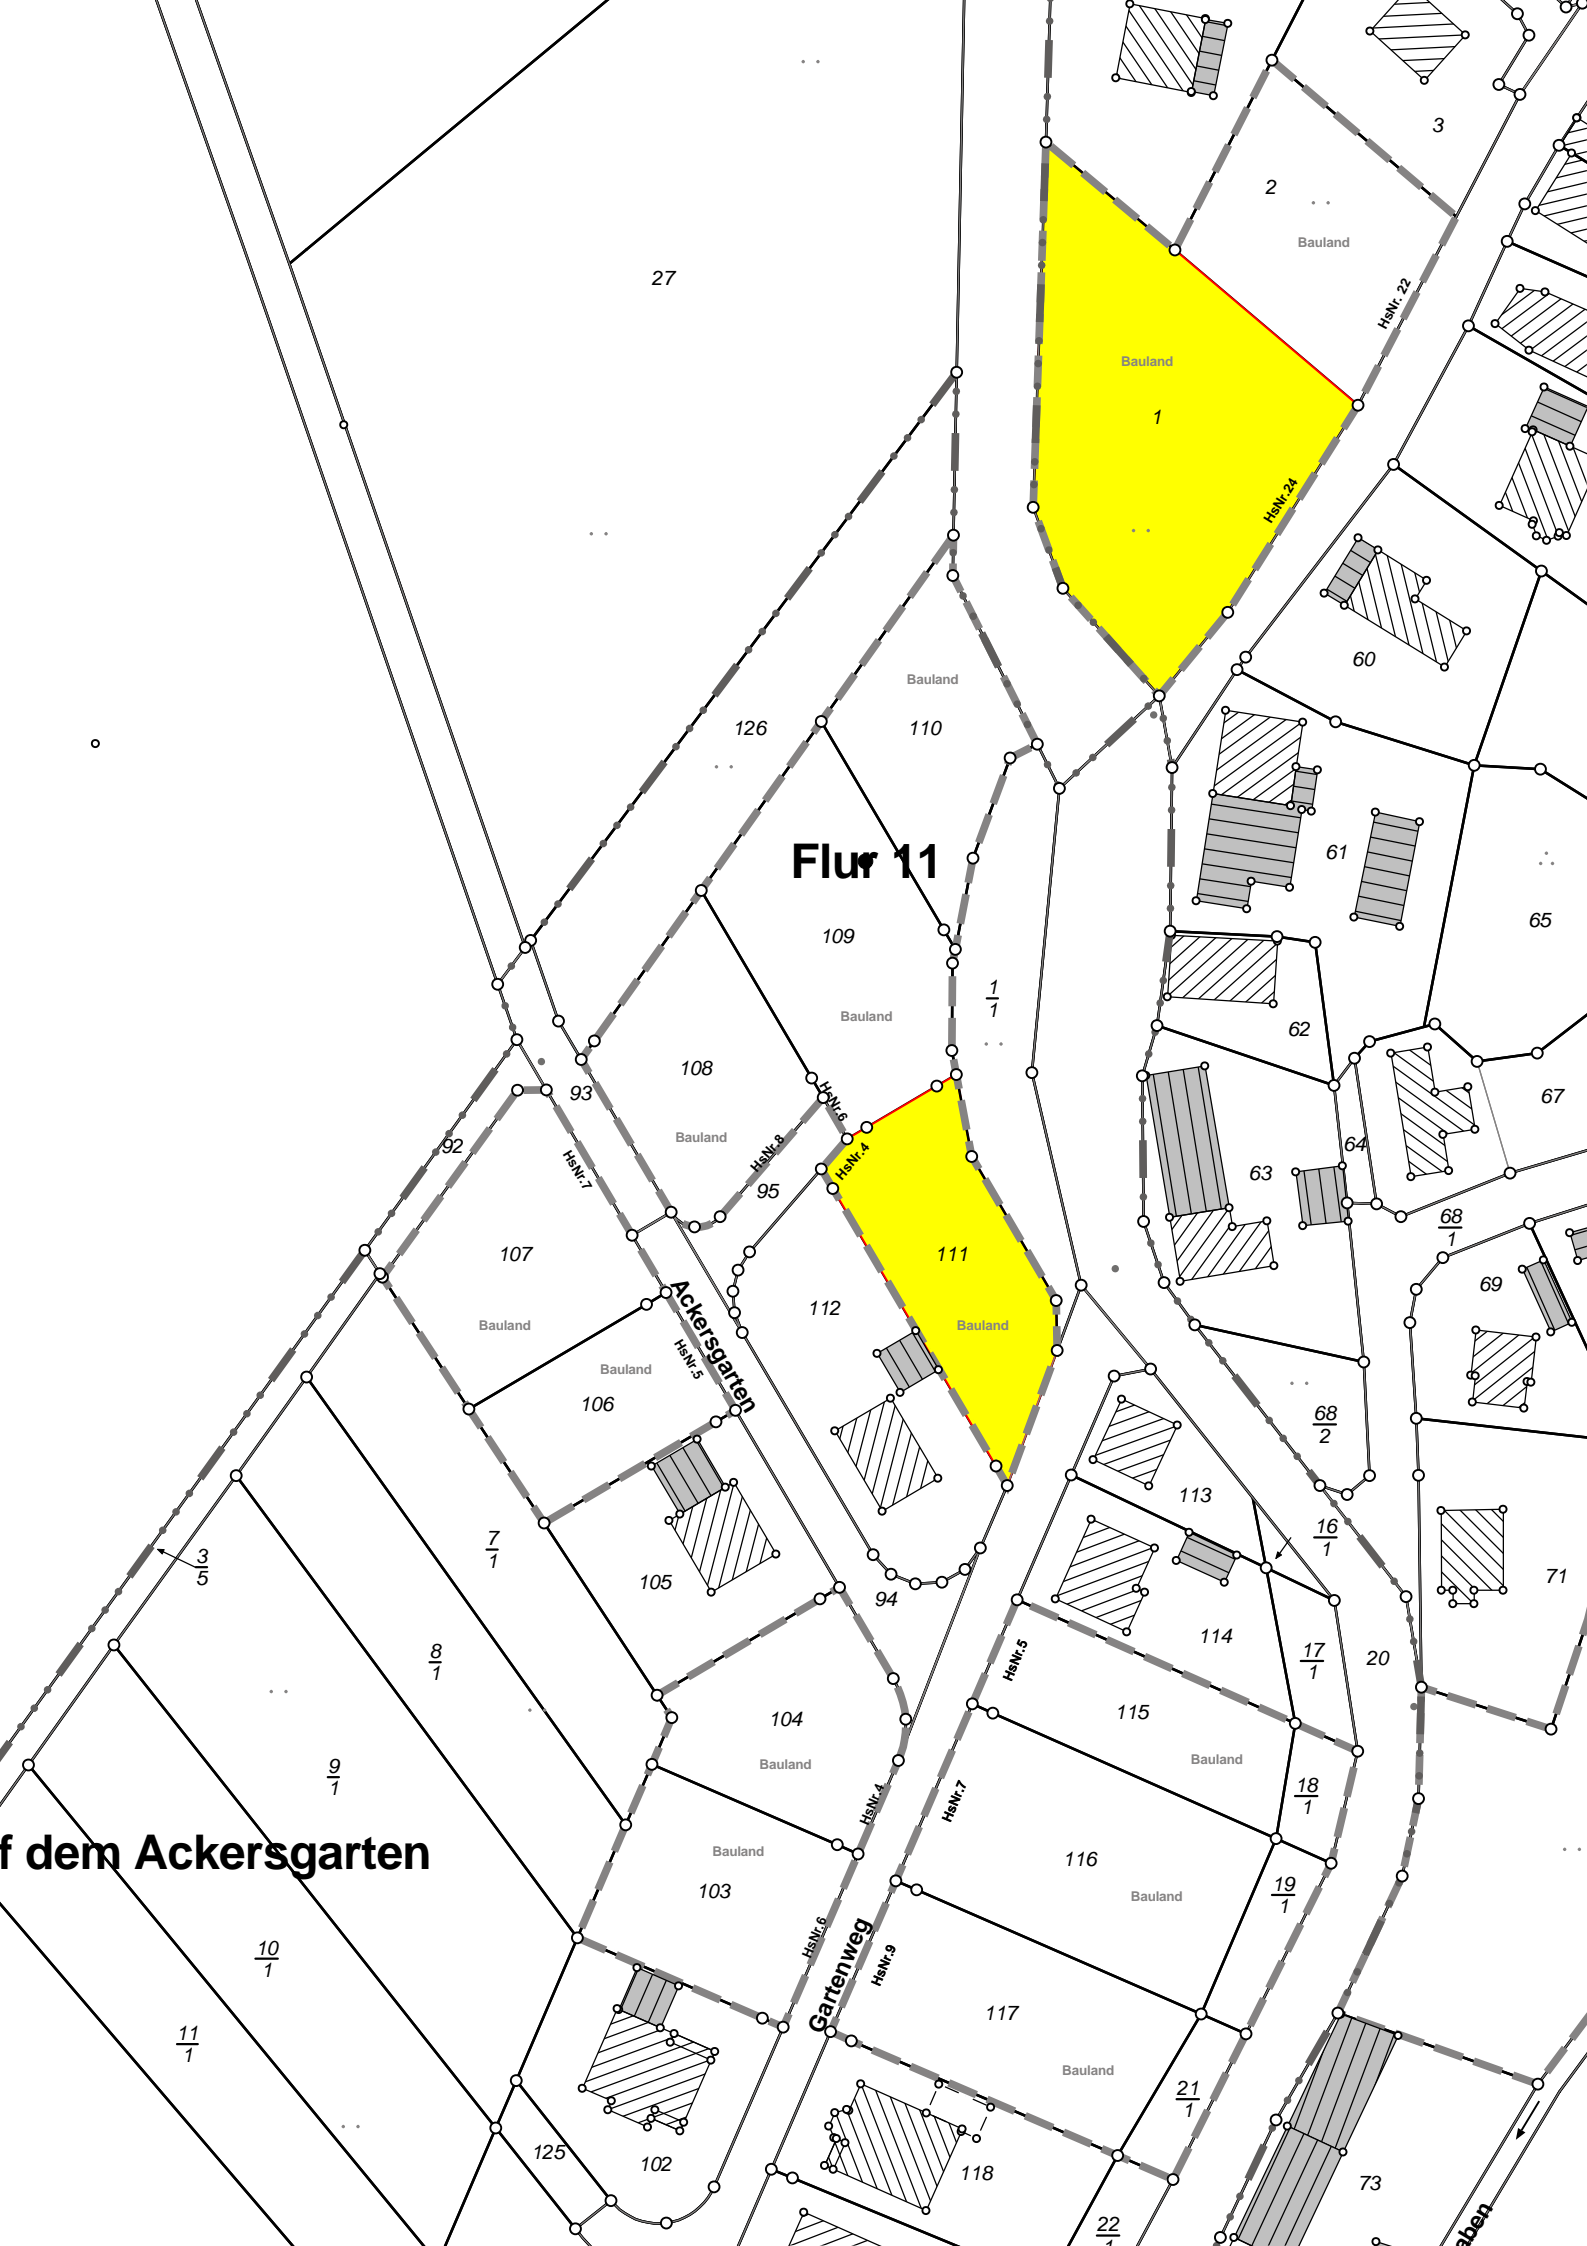 3
2
Bauland
27
HsNr. 22
Bauland
1
HsNr.24
60
Bauland
126
110
Flur 11
61
65
109
1
1
Bauland
62
108
93
67
HsNr.6
92
Bauland
HsNr.8
HsNr.4
64
HsNr.7
95
63
68
1
107
111
69
112
Ackersgarten
Bauland
Bauland
HsNr.5
Bauland
106
68
2
113
16
1
7
1
3
5
105
71
94
114
HsNr.5
8
1
17
1
20
104
115
Bauland
Bauland
9
1
18
1
HsNr.4
HsNr.7
f dem Ackersgarten
Bauland
116
103
Bauland
19
1
HsNr.6
Gartenweg
HsNr.9
10
1
117
11
1
Bauland
21
1
125
102
118
73
22
1
aben